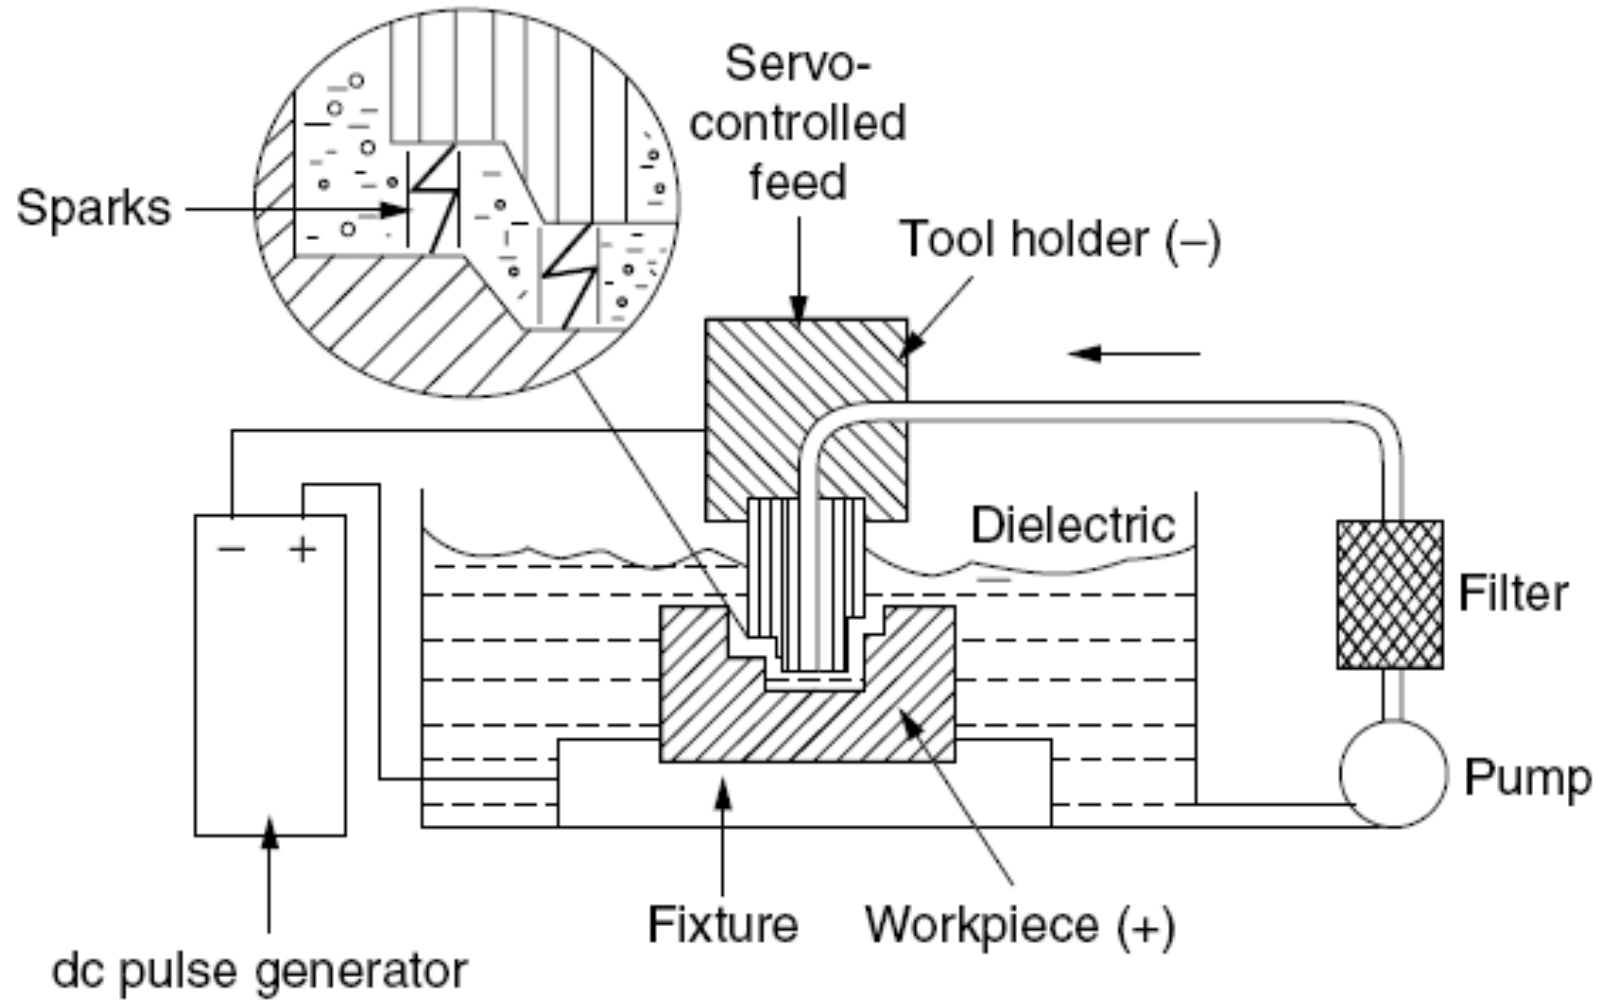 Servo-
controlled
feed
Sparks
Tool holder (–)
Dielectric
– +
Filter
Pump
Fixture
Workpiece (+)
dc pulse generator